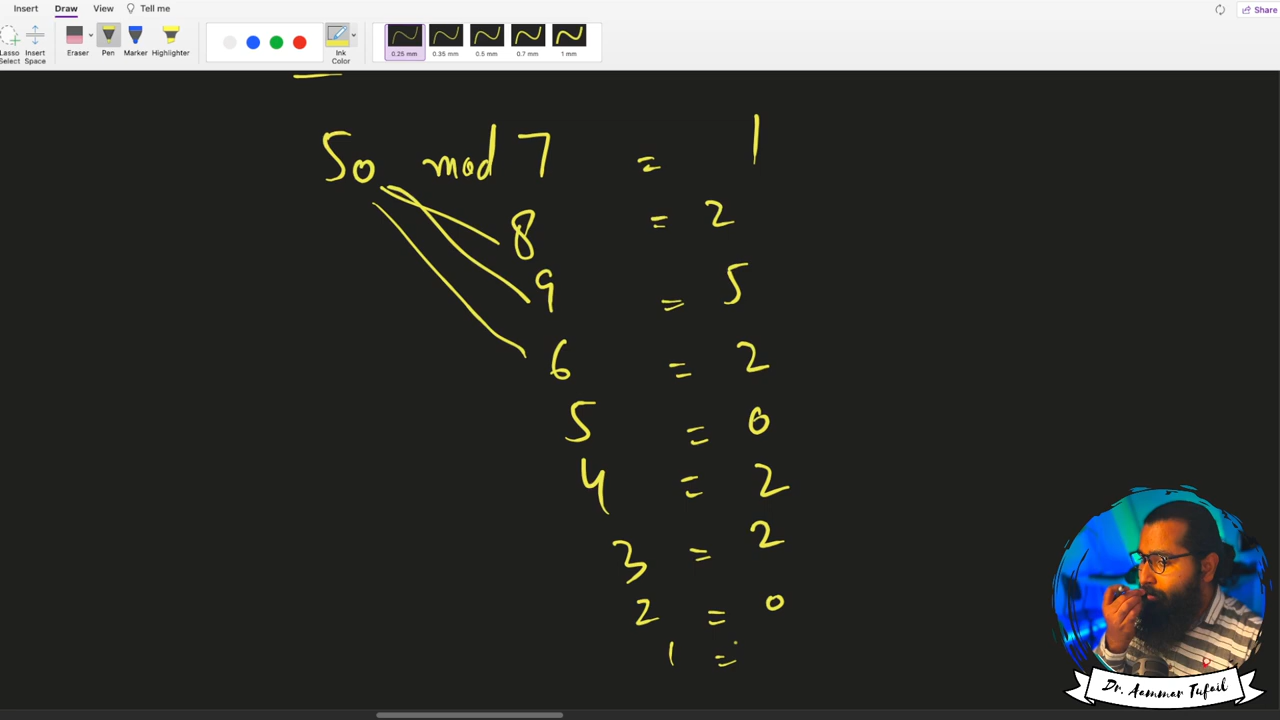 Insert Draw View Tell me
Share
Lasso Select
Insert Space
Eraser
Pen
Marker
Highlighter
Ink Color
0.25 mm
0.35 mm
0.5 mm
0.7 mm
1 mm
50 mod 7 = 1
8 = 2
9 = 5
6 = 2
5 = 0
4 = 2
3 = 2
2 = 0
1 =
Dr. Aammar Tufail